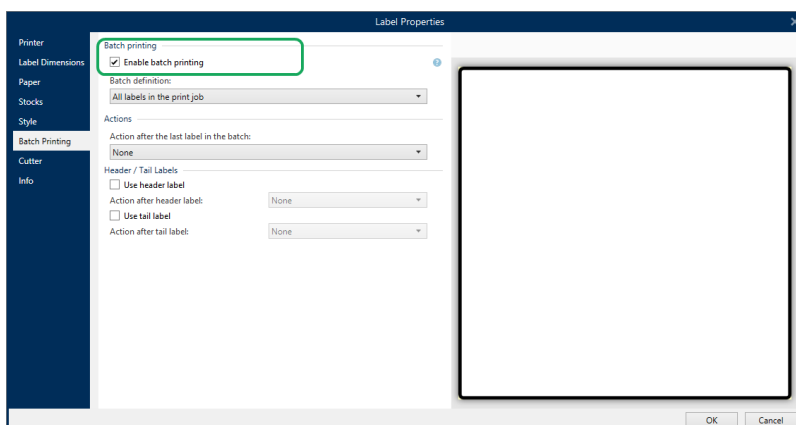 Label Properties
Printer
Label Dimensions
Paper
Stocks
Style
Batch Printing
Cutter
Info
Batch printing
Enable batch printing
Batch definition:
All labels in the print job
Actions
Action after the last label in the batch:
None
Header / Tail Labels
Use header label
Action after header label: None
Use tail label
Action after tail label: None
OK Cancel